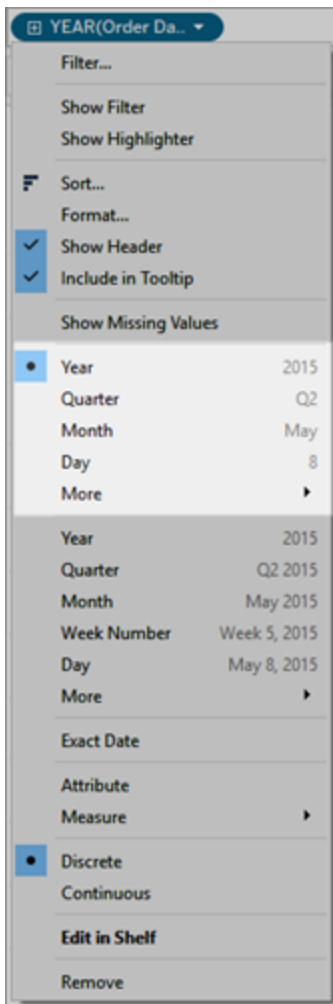 YEAR(Order Da..
Filter...
Show Filter
Show Highlighter
Sort...
Format...
Show Header
Include in Tooltip
Show Missing Values
Year 2015
Quarter Q2
Month May
Day 8
More
Year 2015
Quarter Q2 2015
Month May 2015
Week Number Week 5, 2015
Day May 8, 2015
More
Exact Date
Attribute
Measure
Discrete
Continuous
Edit in Shelf
Remove